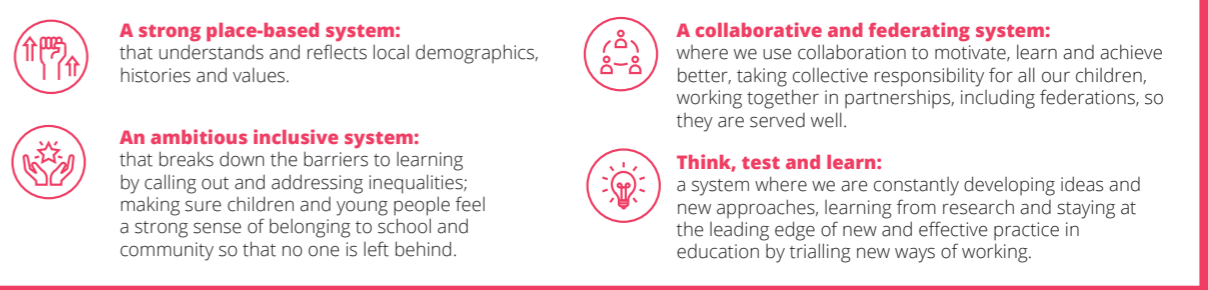 A strong place-based system:
that understands and reflects local demographics,
histories and values.
An ambitious inclusive system:
that breaks down the barriers to learning
by calling out and addressing inequalities;
making sure children and young people feel
a strong sense of belonging to school and
community so that no one is left behind.
A collaborative and federating system:
where we use collaboration to motivate, learn and achieve
better, taking collective responsibility for all our children,
working together in partnerships, including federations, so
they are served well.
Think, test and learn:
a system where we are constantly developing ideas and
new approaches, learning from research and staying at
the leading edge of new and effective practice in
education by trialling new ways of working.